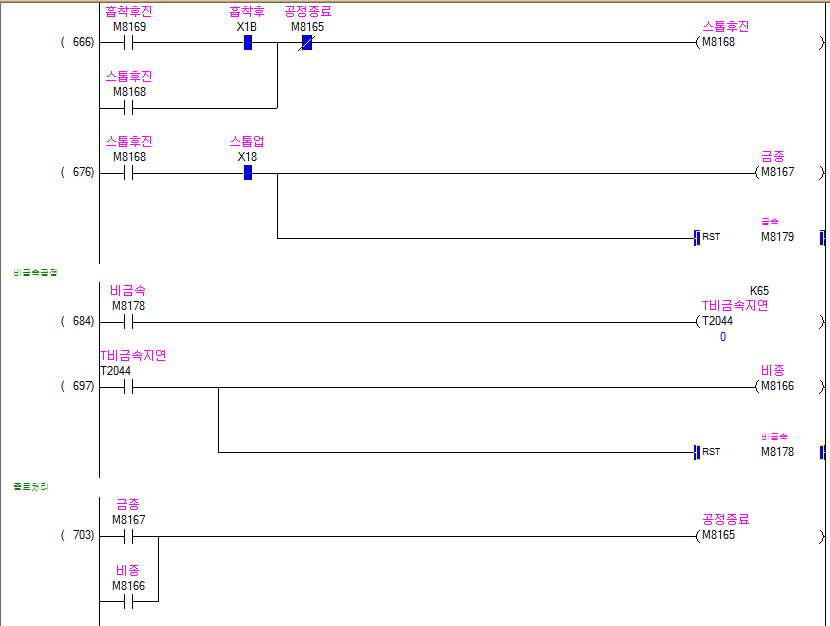 흡착후진 흡착후 공정종료
M8169 X1B M8165
스톱후진
( 666) M8168
스톱후진
M8168
스톱후진 스톱업
M8168 X18
금종
( 676) M8167
금속
RST M8179
비금속공정
비금속
M8178
K65
T비금속지연
( 684) T2044
0
T비금속지연
T2044
비종
( 697) M8166
비금속
RST M8178
종료처리
금종
M8167
공정종료
( 703) M8165
비종
M8166